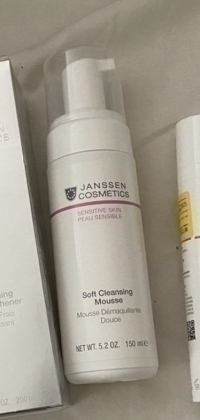 JANSSEN
COSMETICS
SENSITIVE SKIN
PEAU SENSIBLE
Soft Cleansing
Mousse
Mousse Démaquillante
Douce
NET WT. 5.2 OZ. 150 ml e